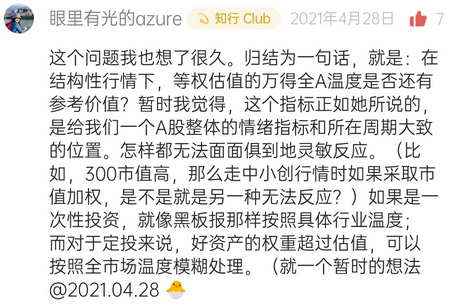 眼里有光的azure 知行 Club 2021年4月28日 7
这个问题我也想了很久。归结为一句话，就是：在
结构性行情下，等权估值的万得全A温度是否还有
参考价值？暂时我觉得，这个指标正如她所说的，
是给我们一个A股整体的情绪指标和所在周期大致
的位置。怎样都无法面面俱到地灵敏反应。（比
如，300市值高，那么走中小创行情时如果采取市
值加权，是不是就是另一种无法反应？）如果是一
次性投资，就像黑板报那样按照具体行业温度；
而对于定投来说，好资产的权重超过估值，可以
按照全市场温度模糊处理。（就一个暂时的想法
@2021.04.28 🐣